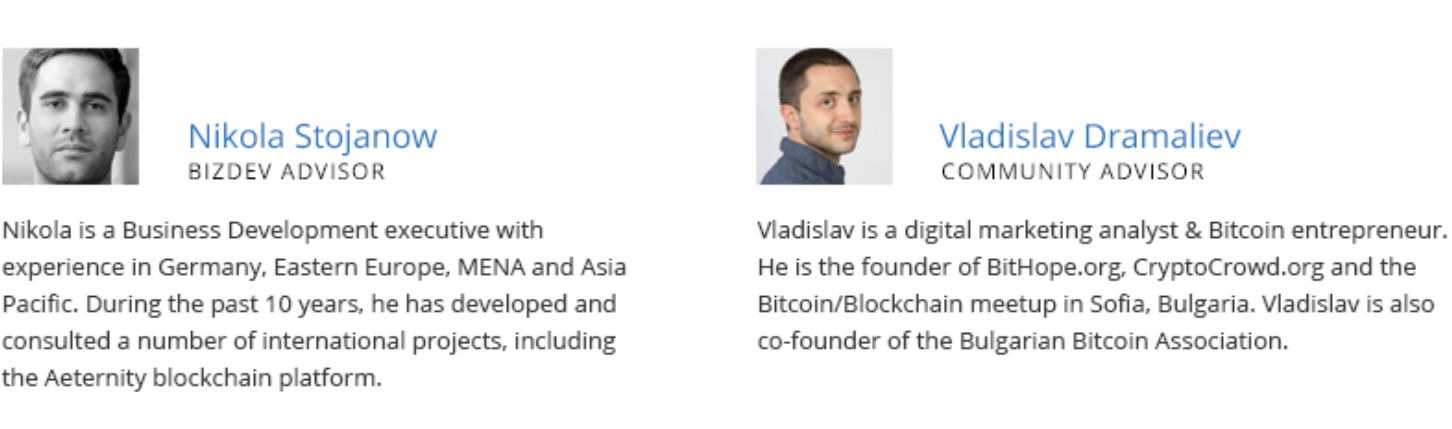 Nikola Stojanow
BIZDEV ADVISOR
Nikola is a Business Development executive with
experience in Germany, Eastern Europe, MENA and Asia
Pacific. During the past 10 years, he has developed and
consulted a number of international projects, including
the Aeternity blockchain platform.
Vladislav Dramaliev
COMMUNITY ADVISOR
Vladislav is a digital marketing analyst & Bitcoin entrepreneur.
He is the founder of BitHope.org, CryptoCrowd.org and the
Bitcoin/Blockchain meetup in Sofia, Bulgaria. Vladislav is also
co-founder of the Bulgarian Bitcoin Association.